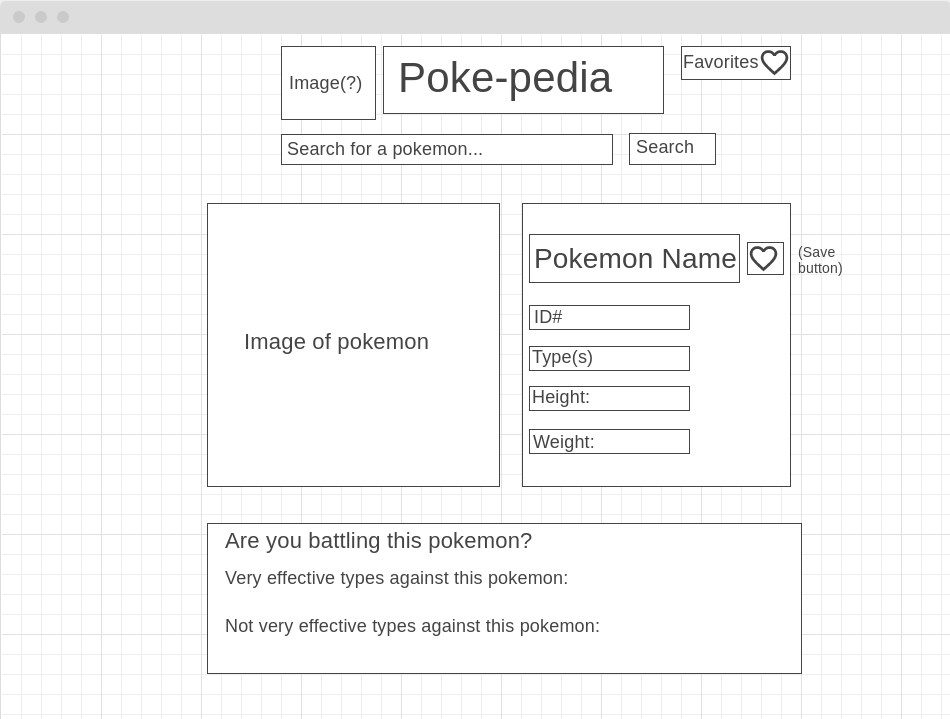 Image(?)
Poke-pedia
Favorites
Search for a pokemon...
Search
Image of pokemon
Pokemon Name
(Save
button)
ID#
Type(s)
Height:
Weight:
Are you battling this pokemon?
Very effective types against this pokemon:
Not very effective types against this pokemon: